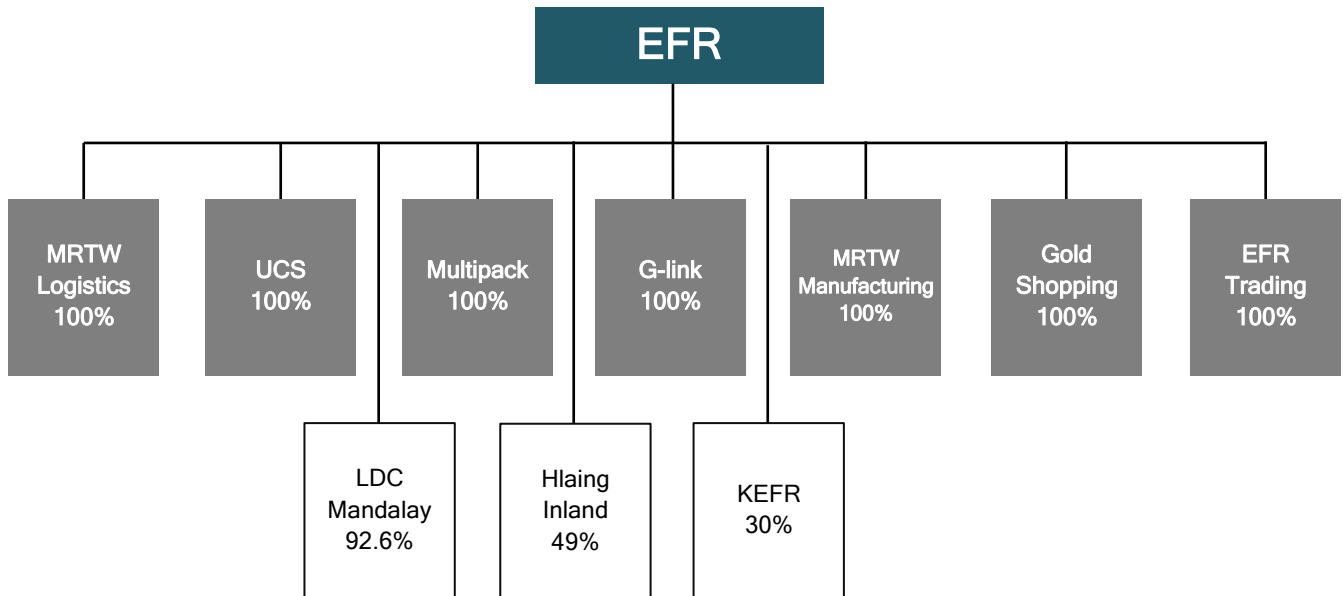 EFR
MRTW
Logistics
100%
UCS
100%
Multipack
100%
G-link
100%
MRTW
Manufacturing
100%
Gold
Shopping
100%
EFR
Trading
100%
LDC
Mandalay
92.6%
Hlaing
Inland
49%
KEFR
30%